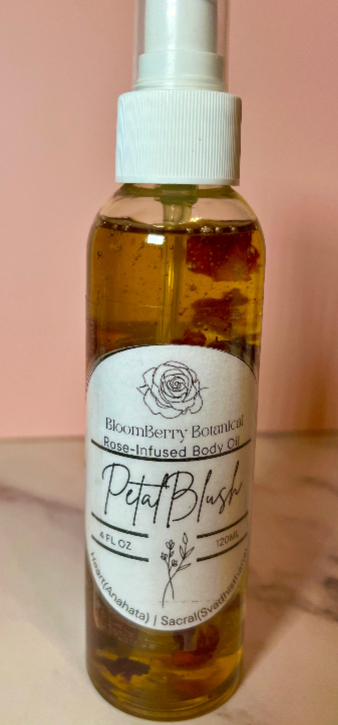 BloomBerry Botanical
Rose-Infused Body Oil
PetalBlush
4 FL OZ 120ML
Heart(Anahata) | Sacral(Svadhisthana)